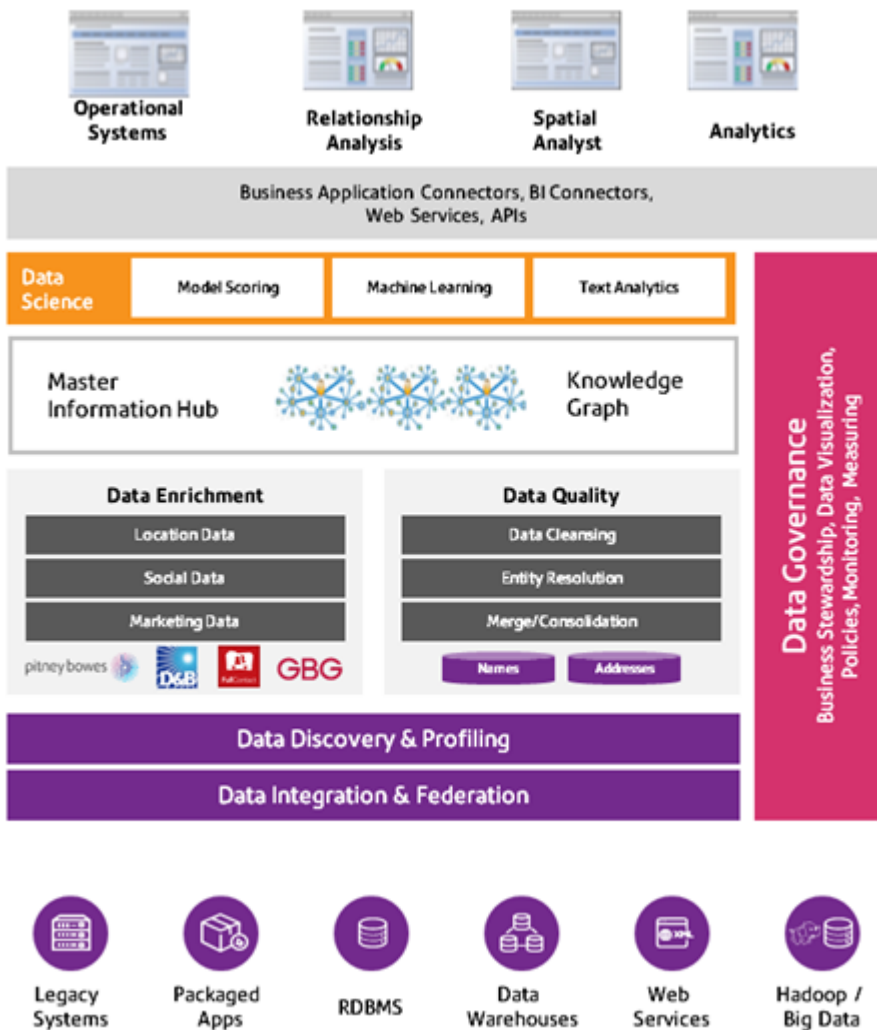 Operational
Systems
Relationship
Analysis
Spatial
Analyst
Analytics
Business Application Connectors, BI Connectors,
Web Services, APIs
Data
Science
Model Scoring
Machine Learning
Text Analytics
Master
Information Hub
Knowledge
Graph
Data Enrichment
Location Data
Social Data
Marketing Data
pitney bowes
D&B
FullContact
GBG
Data Quality
Data Cleansing
Entity Resolution
Merge/Consolidation
Names
Addresses
Data Governance
Business Stewardship, Data Visualization,
Policies, Monitoring, Measuring
Data Discovery & Profiling
Data Integration & Federation
Legacy
Systems
Packaged
Apps
RDBMS
Data
Warehouses
XML
Web
Services
Hadoop /
Big Data